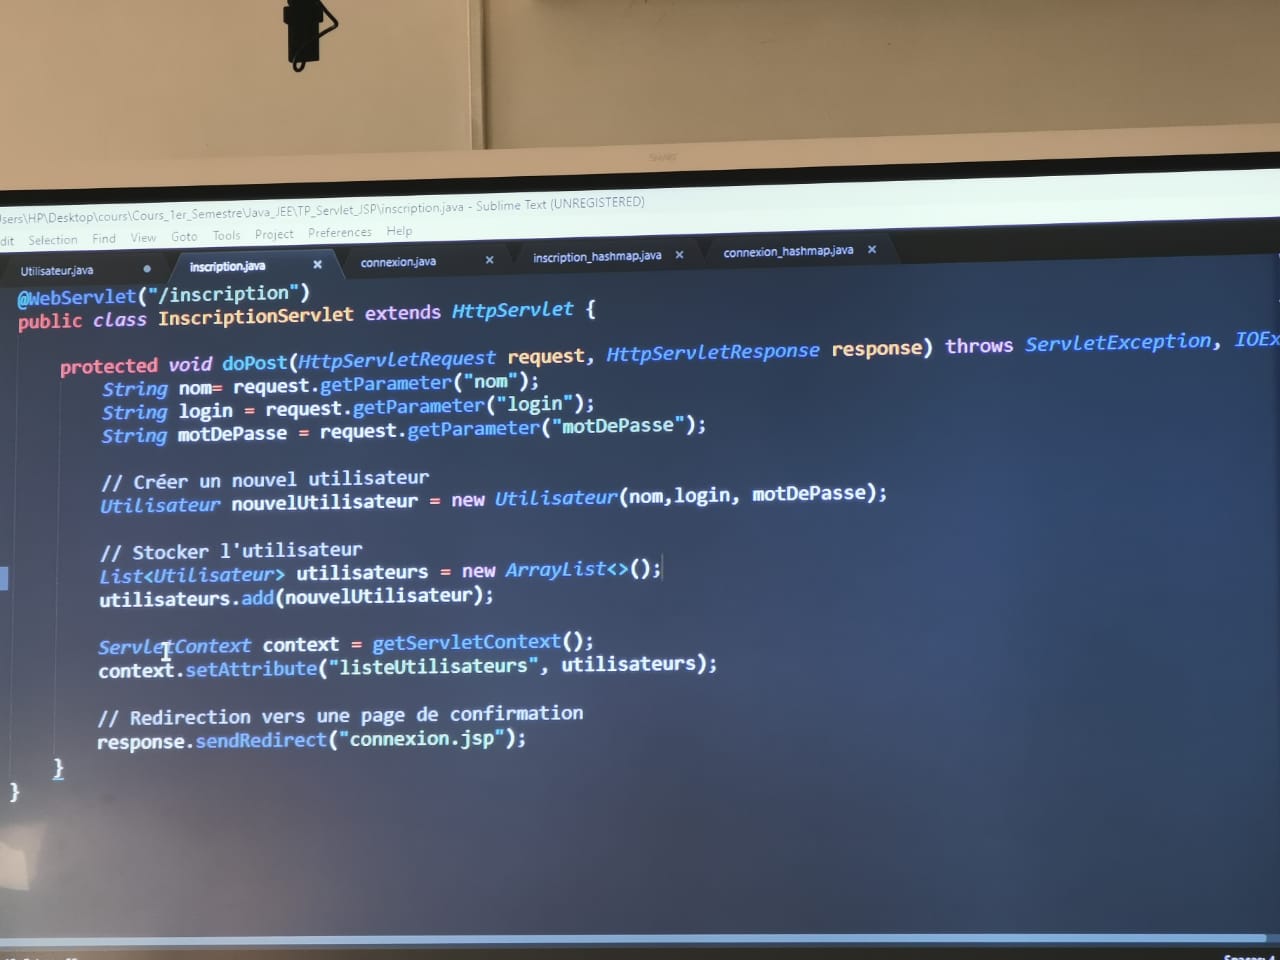 SMART
sers\HP\Desktop\cours\Cours_1er_Semestre\Java_JEE\TP_Servlet_JSP\inscription.java - Sublime Text (UNREGISTERED)
dit Selection Find View Goto Tools Project Preferences Help
Utilisateur.java inscription.java connexion.java inscription_hashmap.java connexion_hashmap.java
@WebServlet("/inscription")
public class InscriptionServlet extends HttpServlet {
protected void doPost(HttpServletRequest request, HttpServletResponse response) throws ServletException, IOEx
String nom= request.getParameter("nom");
String login = request.getParameter("login");
String motDePasse = request.getParameter("motDePasse");
// Créer un nouvel utilisateur
Utilisateur nouvelUtilisateur = new Utilisateur(nom,login, motDePasse);
// Stocker l'utilisateur
List<Utilisateur> utilisateurs = new ArrayList<>();
utilisateurs.add(nouvelUtilisateur);
ServletContext context = getServletContext();
context.setAttribute("listeUtilisateurs", utilisateurs);
// Redirection vers une page de confirmation
response.sendRedirect("connexion.jsp");
}
}